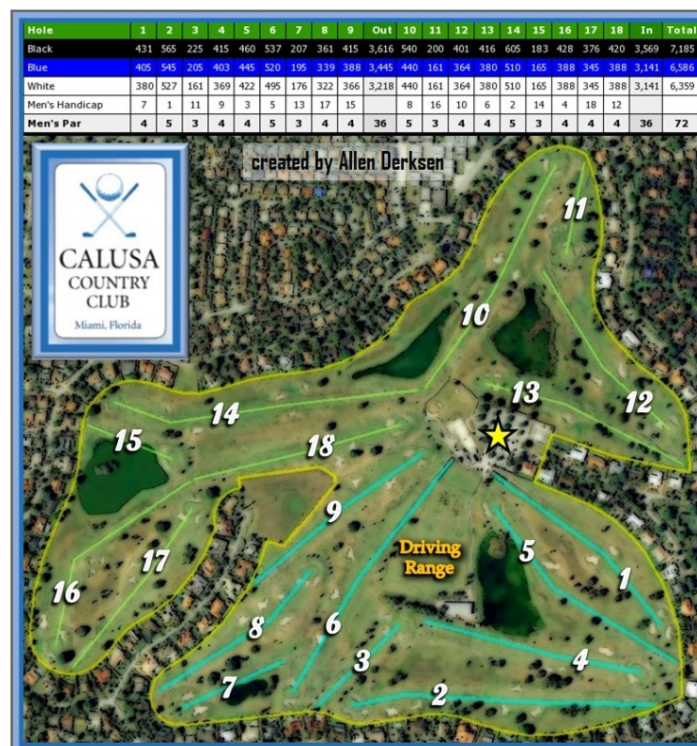 Hole 1 2 3 4 5 6 7 8 9 Out 10 11 12 13 14 15 16 17 18 In Total
Black 431 565 225 415 460 537 207 361 415 3,616 540 200 401 416 605 183 428 376 420 3,569 7,185
Blue 405 545 205 403 445 520 195 339 388 3,445 440 161 364 380 510 165 388 345 388 3,141 6,586
White 380 527 161 369 422 495 176 322 366 3,218 440 161 364 380 510 165 388 345 388 3,141 6,359
Men's Handicap 7 1 11 9 3 5 13 17 15 8 16 10 6 2 14 4 18 12
Men's Par 4 5 3 4 4 5 3 4 4 36 5 3 4 4 5 3 4 4 4 36 72
created by Allen Derksen
CALUSA
COUNTRY
CLUB
Miami, Florida
11
10
13
12
14
15
18
9
Driving
Range
5
1
17
16
8
6
3
4
7
2